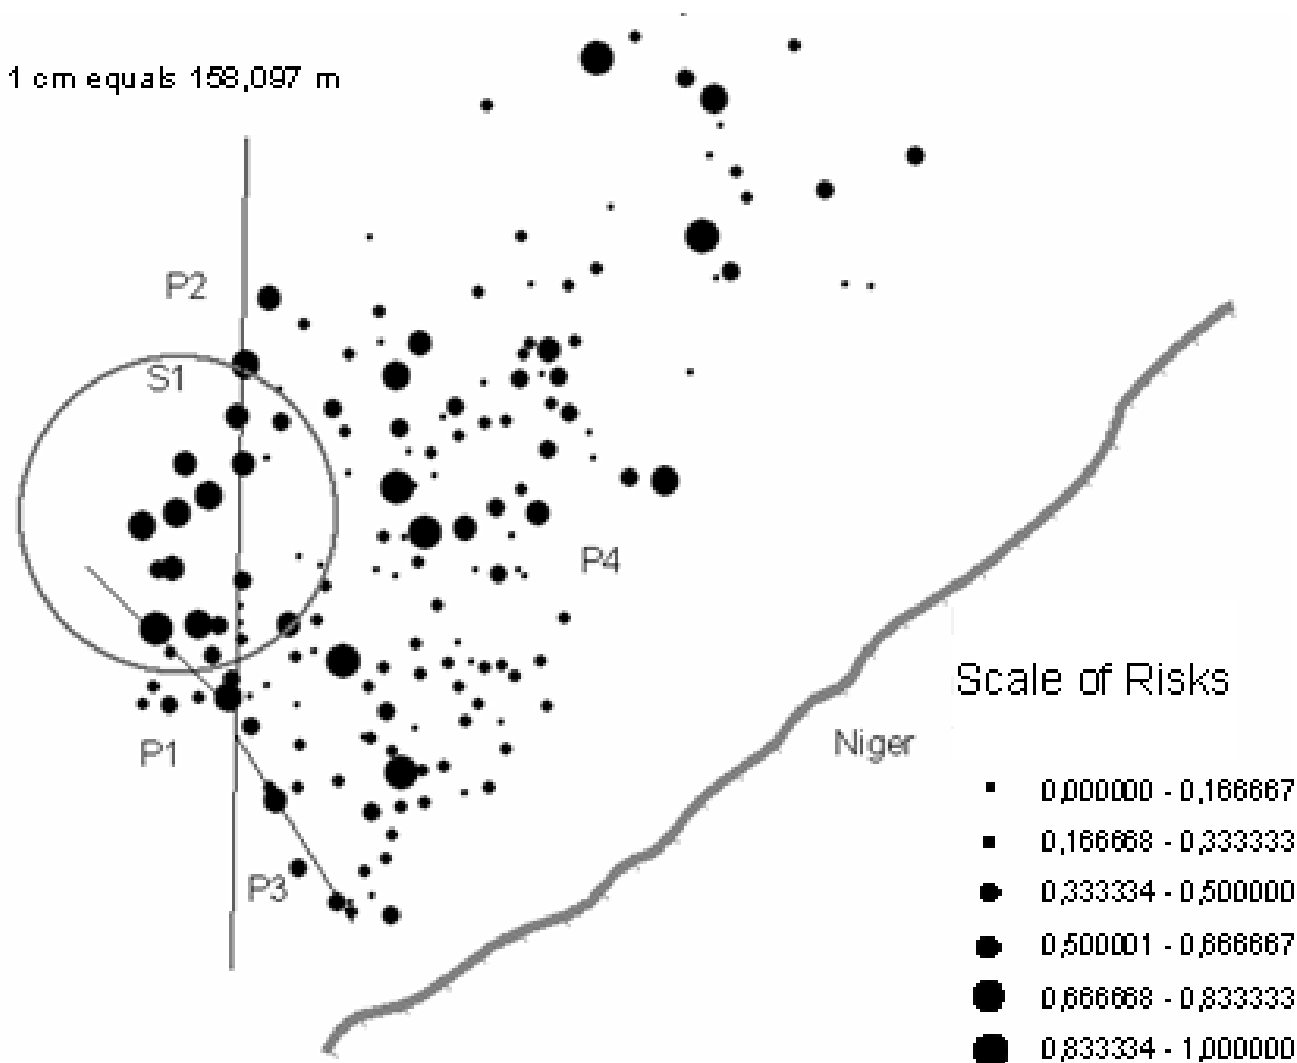 1 cm equals 158,097 m
P2
S1
P4
Scale of Risks
P1
Niger
0,000000 - 0,166667
0,166668 - 0,333333
P3
0,333334 - 0,500000
0,500001 - 0,666667
0,666668 - 0,833333
0,833334 - 1,000000